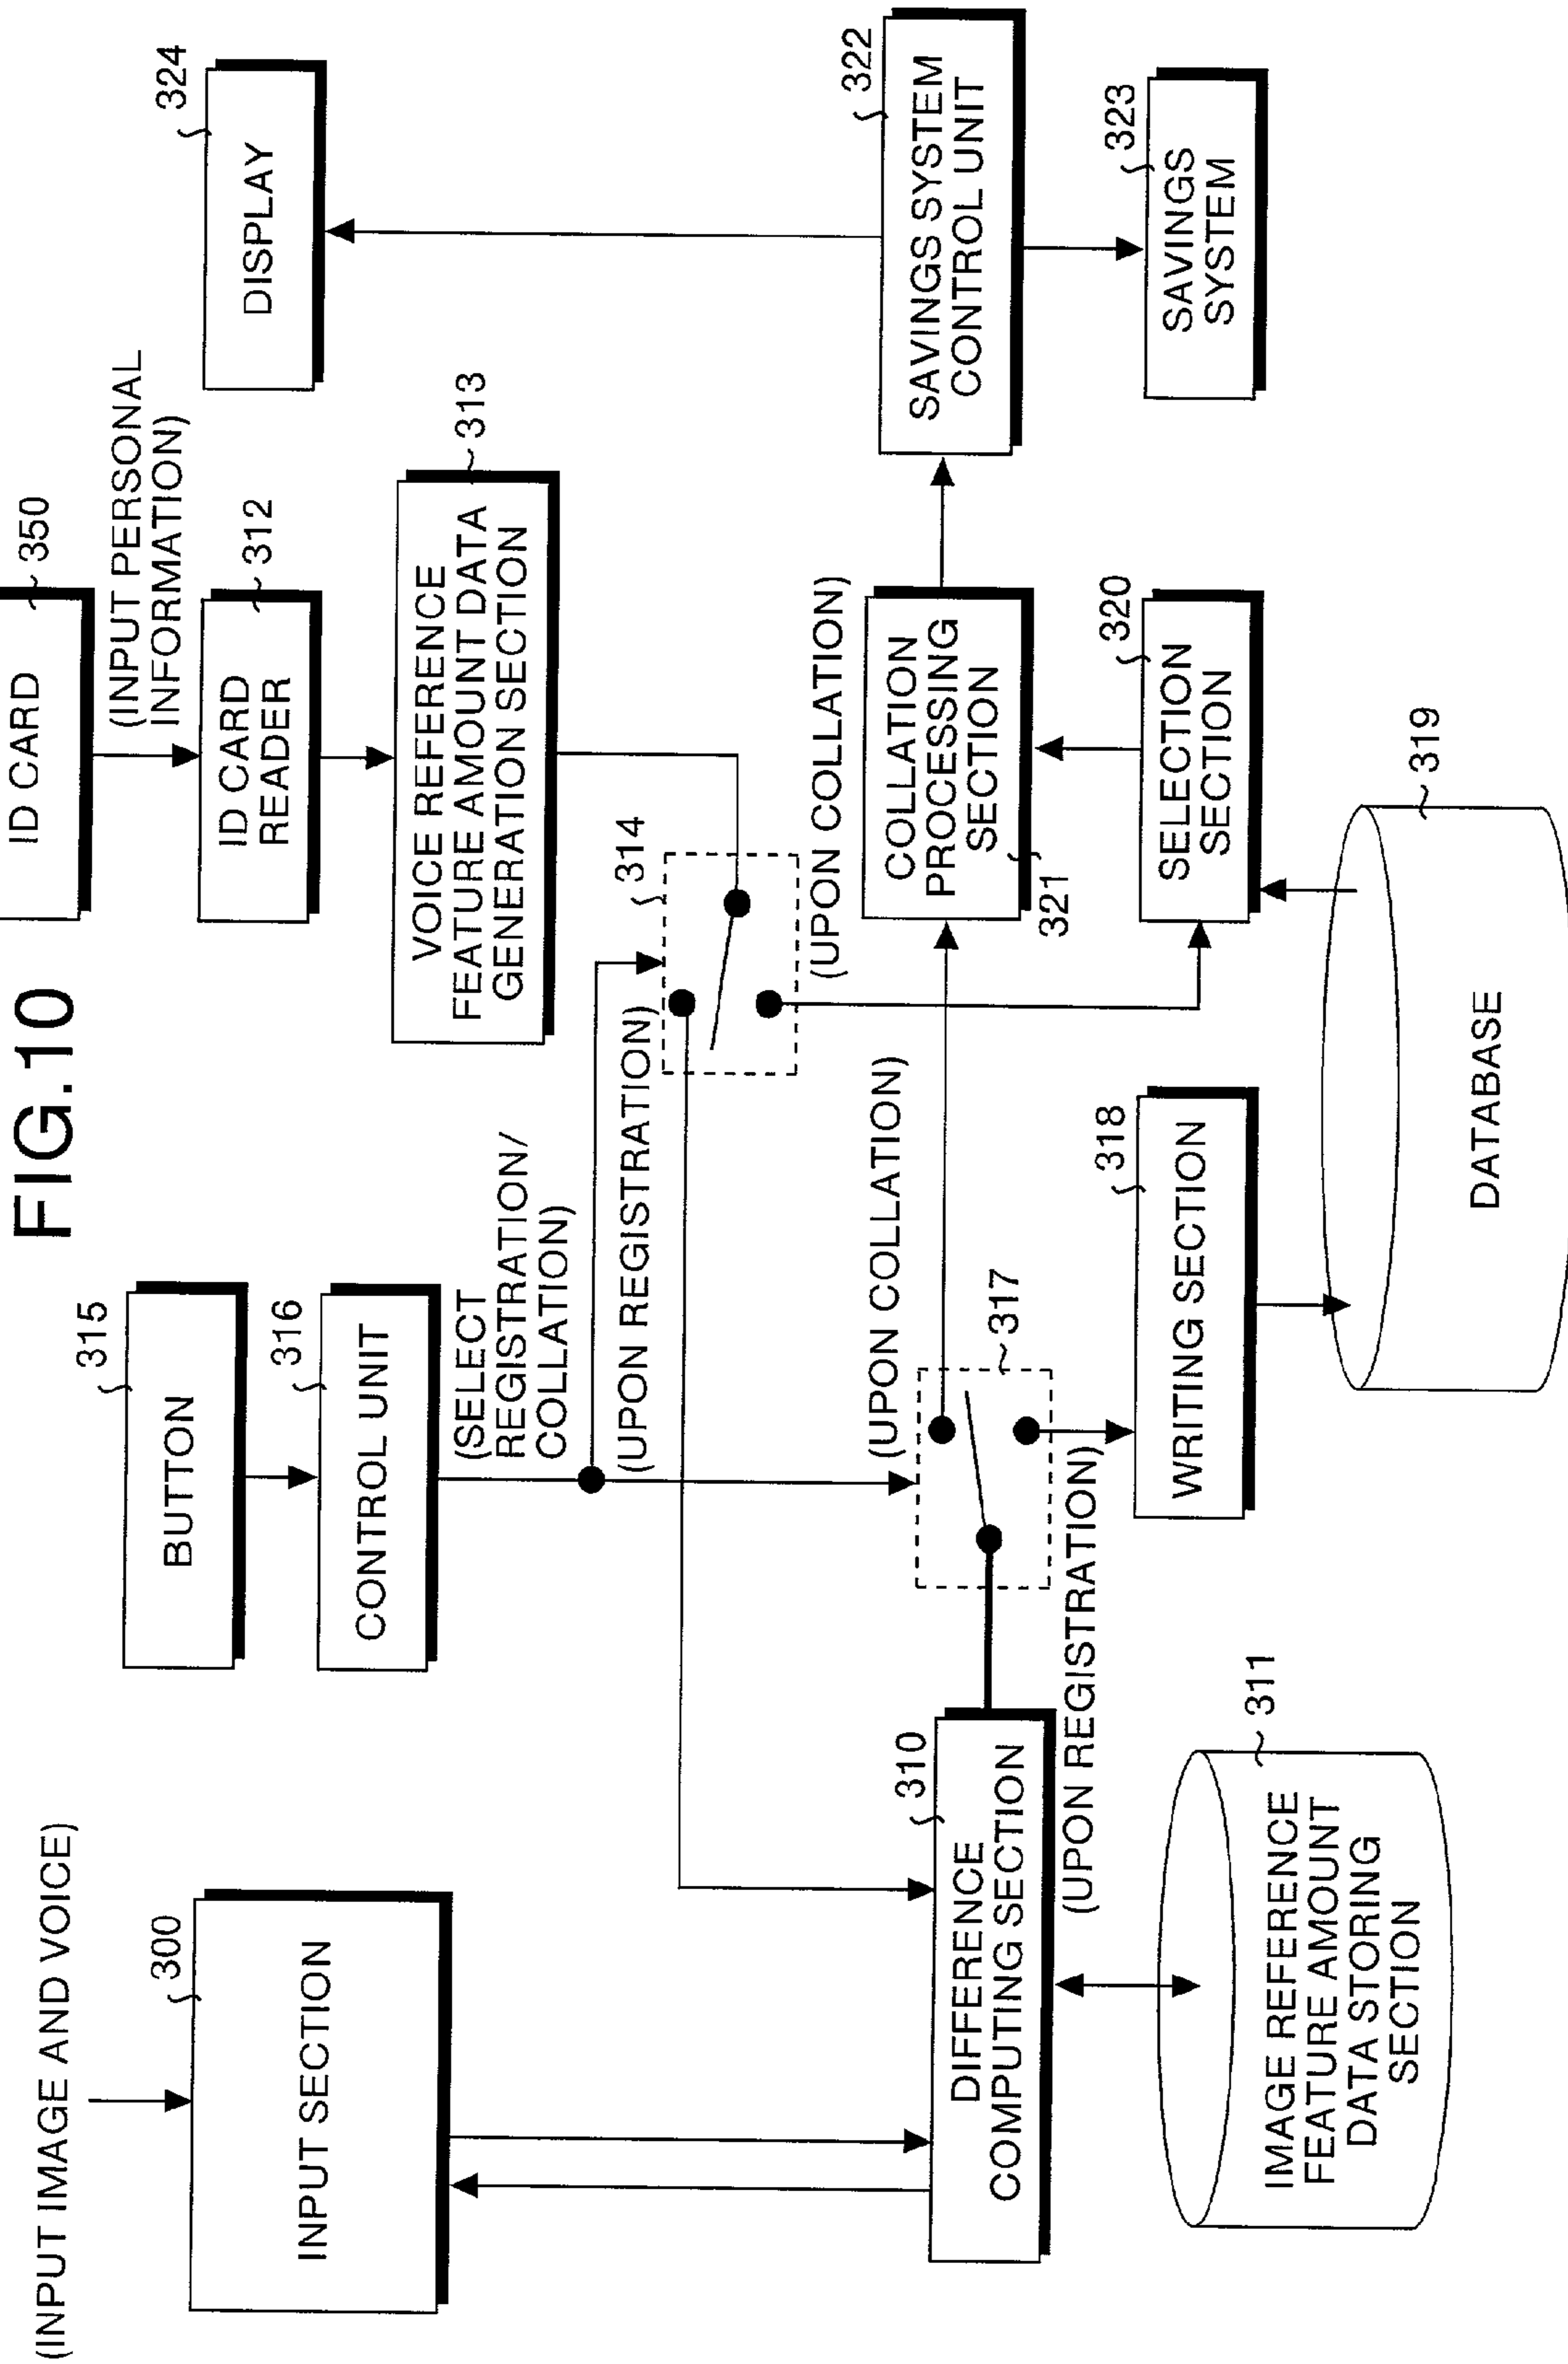 FIG.10
(INPUT IMAGE AND VOICE)
300
INPUT SECTION
315
BUTTON
316
CONTROL UNIT
(SELECT
REGISTRATION/
COLLATION)
350
ID CARD
(INPUT PERSONAL
INFORMATION)
312
ID CARD
READER
313
VOICE REFERENCE
FEATURE AMOUNT DATA
GENERATION SECTION
324
DISPLAY
(UPON REGISTRATION)
314
(UPON COLLATION)
310
DIFFERENCE
COMPUTING SECTION
(UPON COLLATION)
317
(UPON REGISTRATION)
321
COLLATION
PROCESSING
SECTION
322
SAVINGS SYSTEM
CONTROL UNIT
311
IMAGE REFERENCE
FEATURE AMOUNT
DATA STORING
SECTION
318
WRITING SECTION
320
SELECTION
SECTION
323
SAVINGS
SYSTEM
319
DATABASE